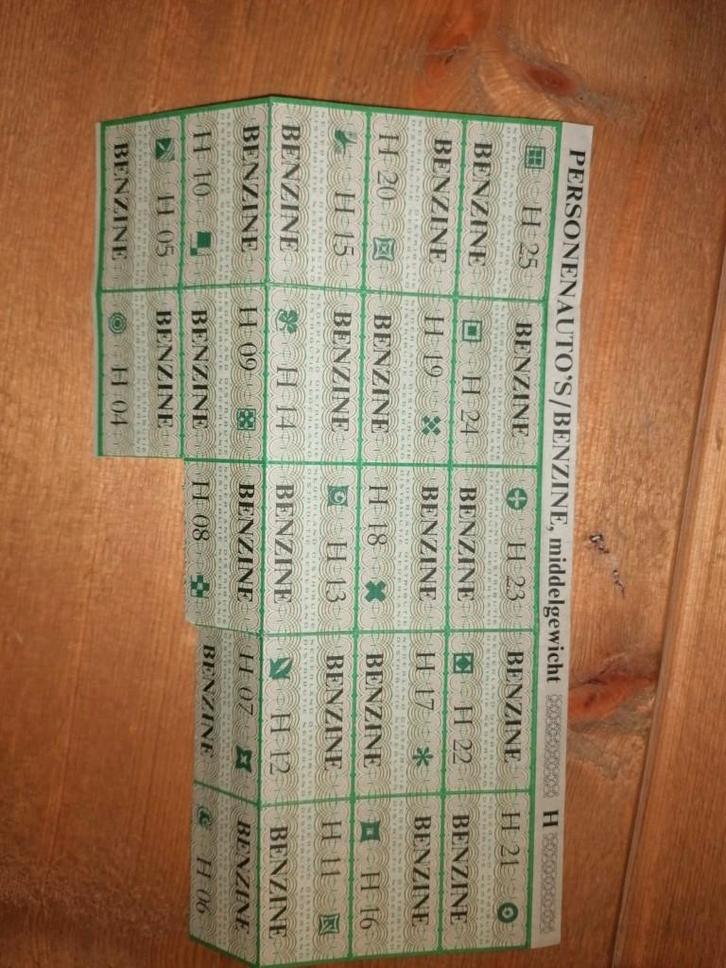 PERSONENAUTO'S/BENZINE, middelgewicht H
H 25
BENZINE
BENZINE
H 24
H 23
BENZINE
BENZINE
H 22
H 21
BENZINE
BENZINE
H 20
H 19
BENZINE
BENZINE
H 18
H 17
BENZINE
BENZINE
H 16
H 15
BENZINE
BENZINE
H 14
H 13
BENZINE
BENZINE
H 12
H 11
BENZINE
BENZINE
H 10
H 09
BENZINE
BENZINE
H 08
H 07
BENZINE
BENZINE
H 06
H 05
BENZINE
BENZINE
H 04